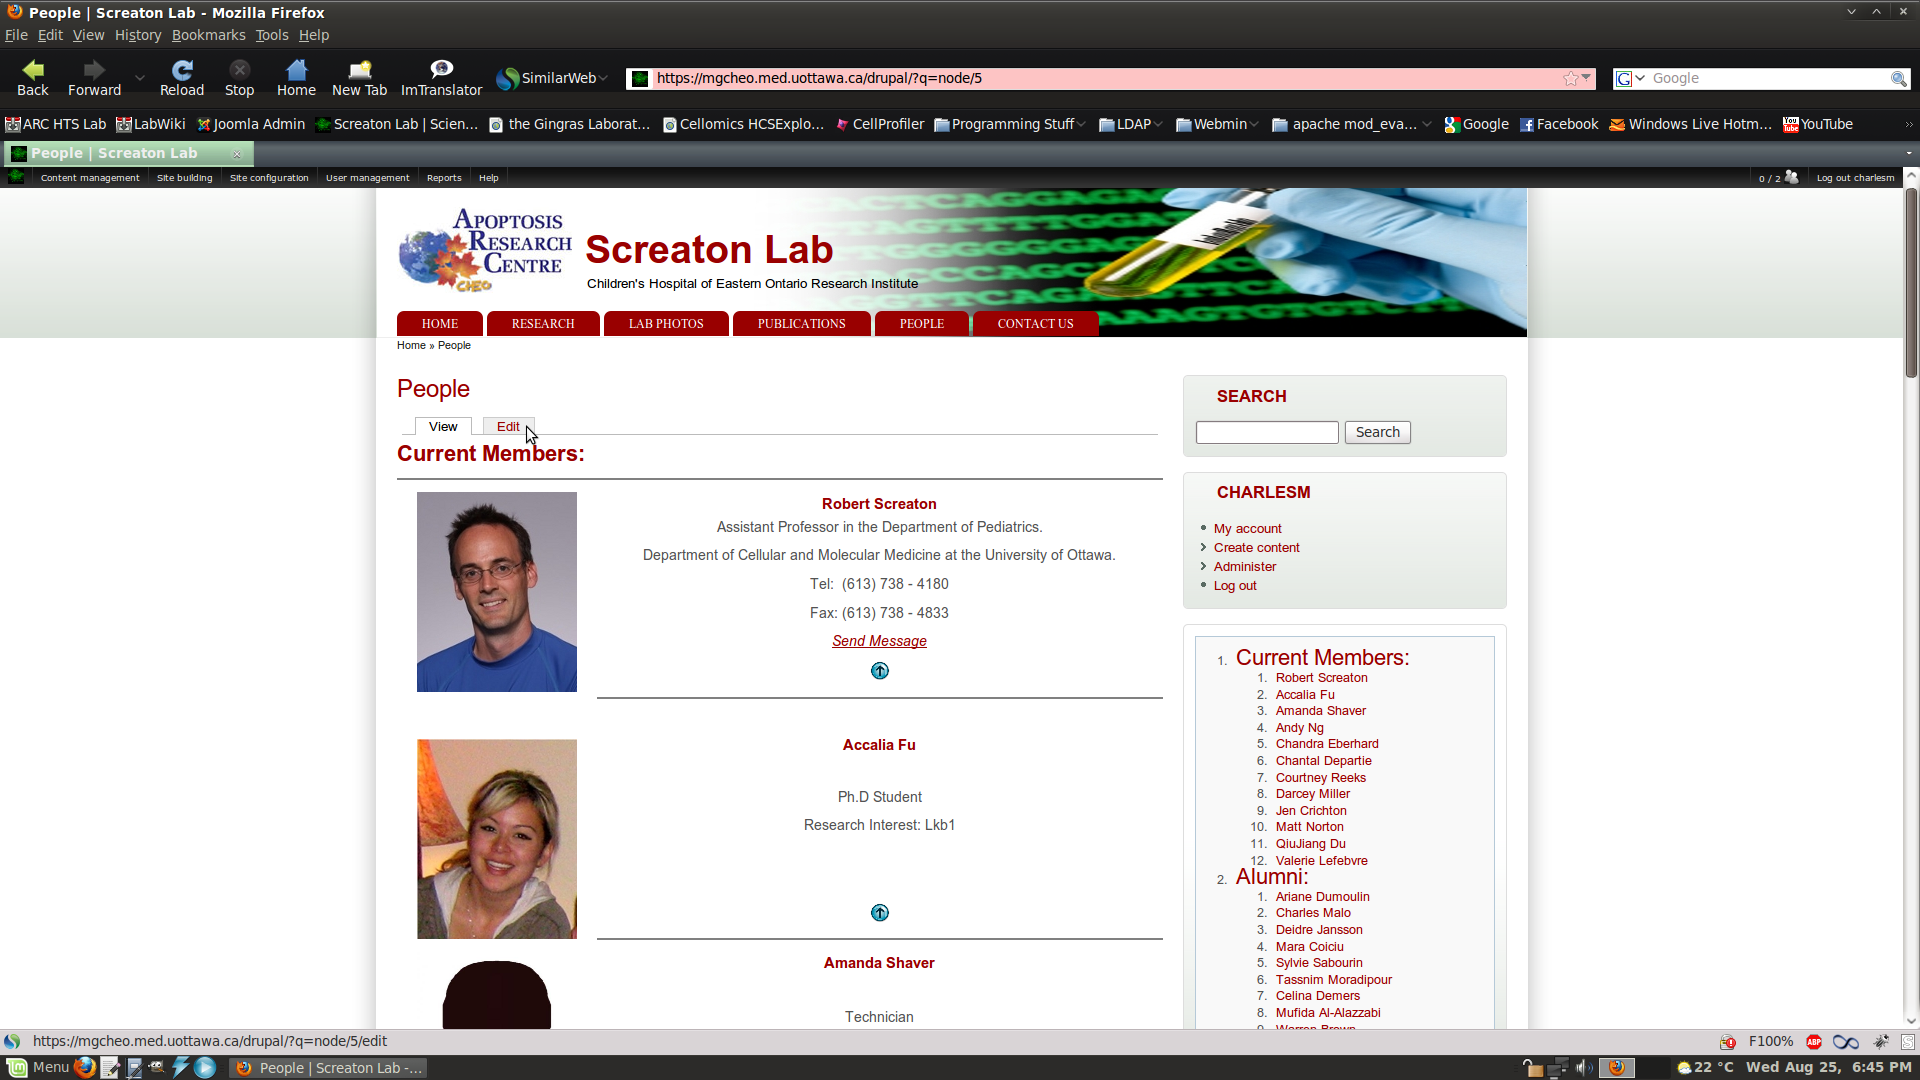 People | Screaton Lab - Mozilla Firefox
File Edit View History Bookmarks Tools Help
Back Forward Reload Stop Home New Tab ImTranslator SimilarWeb https://mgcheo.med.uottawa.ca/drupal/?q=node/5 G Google
ARC HTS Lab LabWiki Joomla Admin Screaton Lab | Scien... the Gingras Laborat... Cellomics HCSExplo... CellProfiler Programming Stuff LDAP Webmin apache mod_eva... Google Facebook Windows Live Hotm... YouTube
People | Screaton Lab
Content management Site building Site configuration User management Reports Help 0 / 2 Log out charlesm
APOPTOSIS
RESEARCH
CENTRE
CHEO
Screaton Lab
Children's Hospital of Eastern Ontario Research Institute
HOME RESEARCH LAB PHOTOS PUBLICATIONS PEOPLE CONTACT US
Home » People
People
View Edit
Current Members:
Robert Screaton
Assistant Professor in the Department of Pediatrics.
Department of Cellular and Molecular Medicine at the University of Ottawa.
Tel: (613) 738 - 4180
Fax: (613) 738 - 4833
Send Message
Accalia Fu
Ph.D Student
Research Interest: Lkb1
Amanda Shaver
Technician
SEARCH
Search
CHARLESM
My account
Create content
Administer
Log out
1. Current Members:
1. Robert Screaton
2. Accalia Fu
3. Amanda Shaver
4. Andy Ng
5. Chandra Eberhard
6. Chantal Departie
7. Courtney Reeks
8. Darcey Miller
9. Jen Crichton
10. Matt Norton
11. QiuJiang Du
12. Valerie Lefebvre
2. Alumni:
1. Ariane Dumoulin
2. Charles Malo
3. Deidre Jansson
4. Mara Coiciu
5. Sylvie Sabourin
6. Tassnim Moradipour
7. Celina Demers
8. Mufida Al-Alazzabi
https://mgcheo.med.uottawa.ca/drupal/?q=node/5/edit F100% ABP
Menu People | Screaton Lab -... 22 °C Wed Aug 25, 6:45 PM